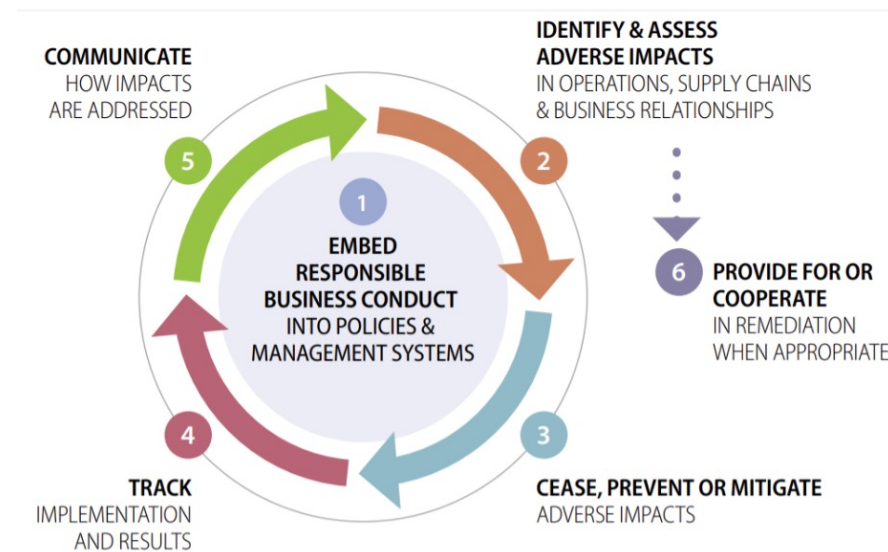 COMMUNICATE
HOW IMPACTS
ARE ADDRESSED
5
IDENTIFY & ASSESS
ADVERSE IMPACTS
IN OPERATIONS, SUPPLY CHAINS
& BUSINESS RELATIONSHIPS
2
1
EMBED
RESPONSIBLE
BUSINESS CONDUCT
INTO POLICIES &
MANAGEMENT SYSTEMS
6
PROVIDE FOR OR
COOPERATE
IN REMEDIATION
WHEN APPROPRIATE
4
TRACK
IMPLEMENTATION
AND RESULTS
3
CEASE, PREVENT OR MITIGATE
ADVERSE IMPACTS